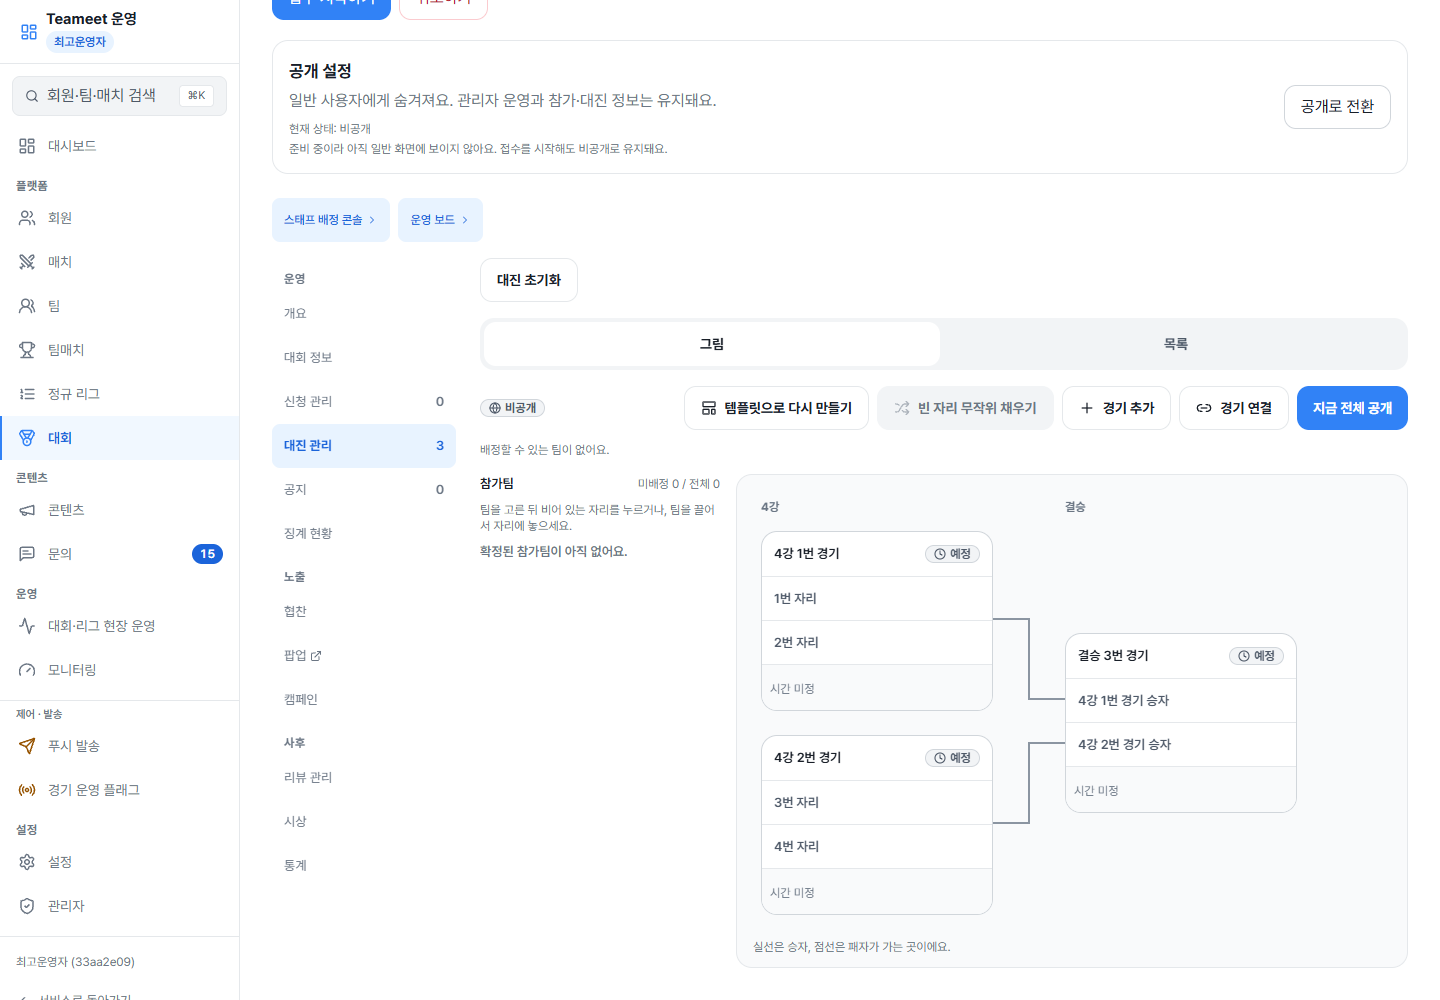 Teameet 운영
최고운영자
회원·팀·매치 검색
⌘K
대시보드
플랫폼
회원
매치
팀
팀매치
정규 리그
대회
콘텐츠
콘텐츠
문의
15
운영
대회·리그 현장 운영
모니터링
제어 · 발송
푸시 발송
경기 운영 플래그
설정
설정
관리자
최고운영자 (33aa2e09)
공개 설정
일반 사용자에게 숨겨져요. 관리자 운영과 참가·대진 정보는 유지돼요.
현재 상태: 비공개
준비 중이라 아직 일반 화면에 보이지 않아요. 접수를 시작해도 비공개로 유지돼요.
공개로 전환
스태프 배정 콘솔
운영 보드
운영
개요
대회 정보
신청 관리
0
대진 관리
3
공지
0
징계 현황
노출
협찬
팝업
캠페인
사후
리뷰 관리
시상
통계
대진 초기화
그림
목록
비공개
템플릿으로 다시 만들기
빈 자리 무작위 채우기
경기 추가
경기 연결
지금 전체 공개
배정할 수 있는 팀이 없어요.
참가팀
미배정 0 / 전체 0
팀을 고른 뒤 비어 있는 자리를 누르거나, 팀을 끌어
서 자리에 놓으세요.
확정된 참가팀이 아직 없어요.
4강
결승
4강 1번 경기
예정
1번 자리
2번 자리
시간 미정
4강 2번 경기
예정
3번 자리
4번 자리
시간 미정
결승 3번 경기
예정
4강 1번 경기 승자
4강 2번 경기 승자
시간 미정
실선은 승자, 점선은 패자가 가는 곳이에요.